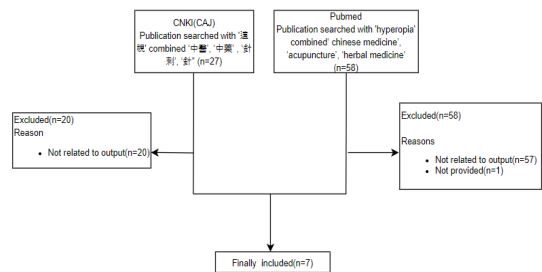 CNKI(CAJ)
Publication searched with '遠
視' combined '中醫', '中藥' , '針
刺', '針" (n=27)
Pubmed
Publication searched with 'hyperopia'
combined' chinese medicine',
'acupuncture', 'herbal medicine'
(n=58)
Excluded(n=20)
Reason
• Not related to output(n=20)
Excluded(n=58)
Reasons
• Not related to output(n=57)
• Not provided(n=1)
Finally included(n=7)